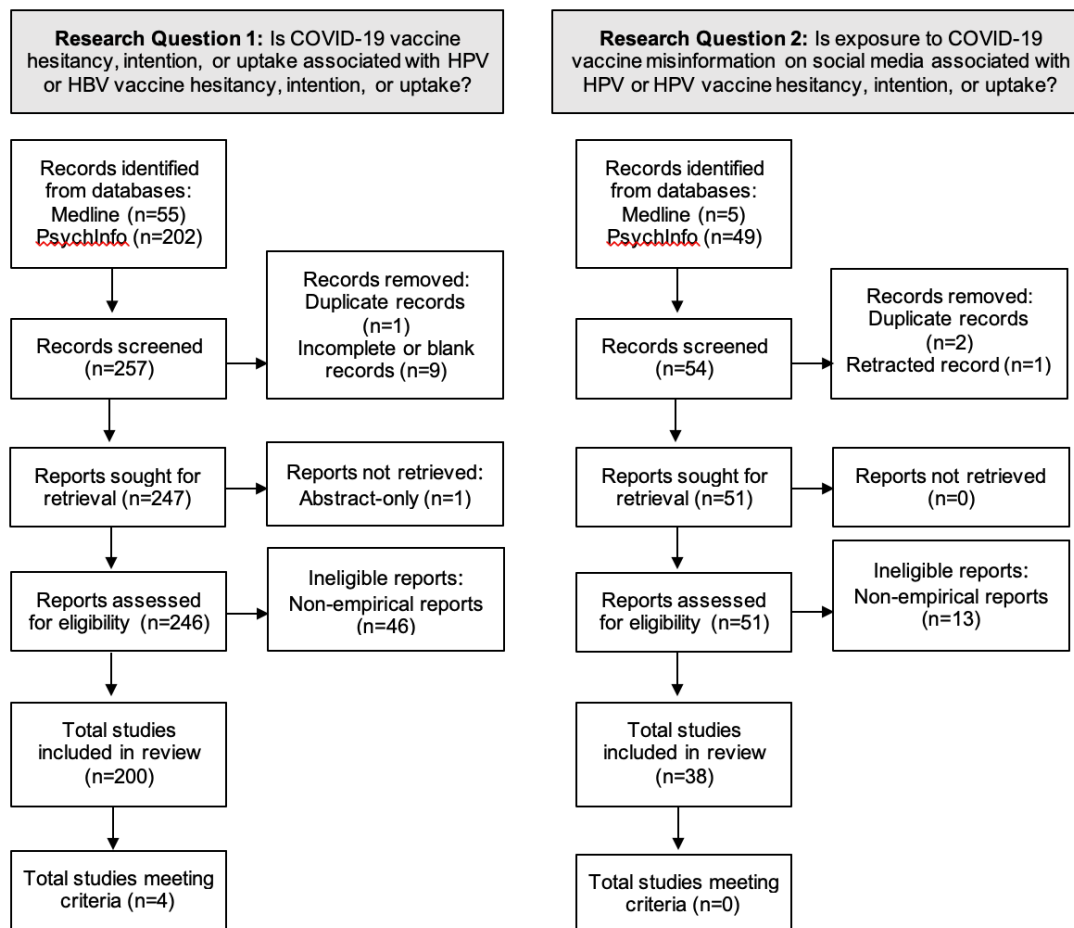 Research Question 1: Is COVID-19 vaccine
hesitancy, intention, or uptake associated with HPV
or HBV vaccine hesitancy, intention, or uptake?
Records identified
from databases:
Medline (n=55)
PsychInfo (n=202)
Records removed:
Duplicate records
(n=1)
Incomplete or blank
records (n=9)
Records screened
(n=257)
Reports sought for
retrieval (n=247)
Reports not retrieved:
Abstract-only (n=1)
Reports assessed
for eligibility (n=246)
Ineligible reports:
Non-empirical reports
(n=46)
Total studies
included in review
(n=200)
Total studies meeting
criteria (n=4)
Research Question 2: Is exposure to COVID-19
vaccine misinformation on social media associated with
HPV or HPV vaccine hesitancy, intention, or uptake?
Records identified
from databases:
Medline (n=5)
PsychInfo (n=49)
Records removed:
Duplicate records
(n=2)
Retracted record (n=1)
Records screened
(n=54)
Reports sought for
retrieval (n=51)
Reports not retrieved
(n=0)
Reports assessed
for eligibility (n=51)
Ineligible reports:
Non-empirical reports
(n=13)
Total studies
included in review
(n=38)
Total studies meeting
criteria (n=0)